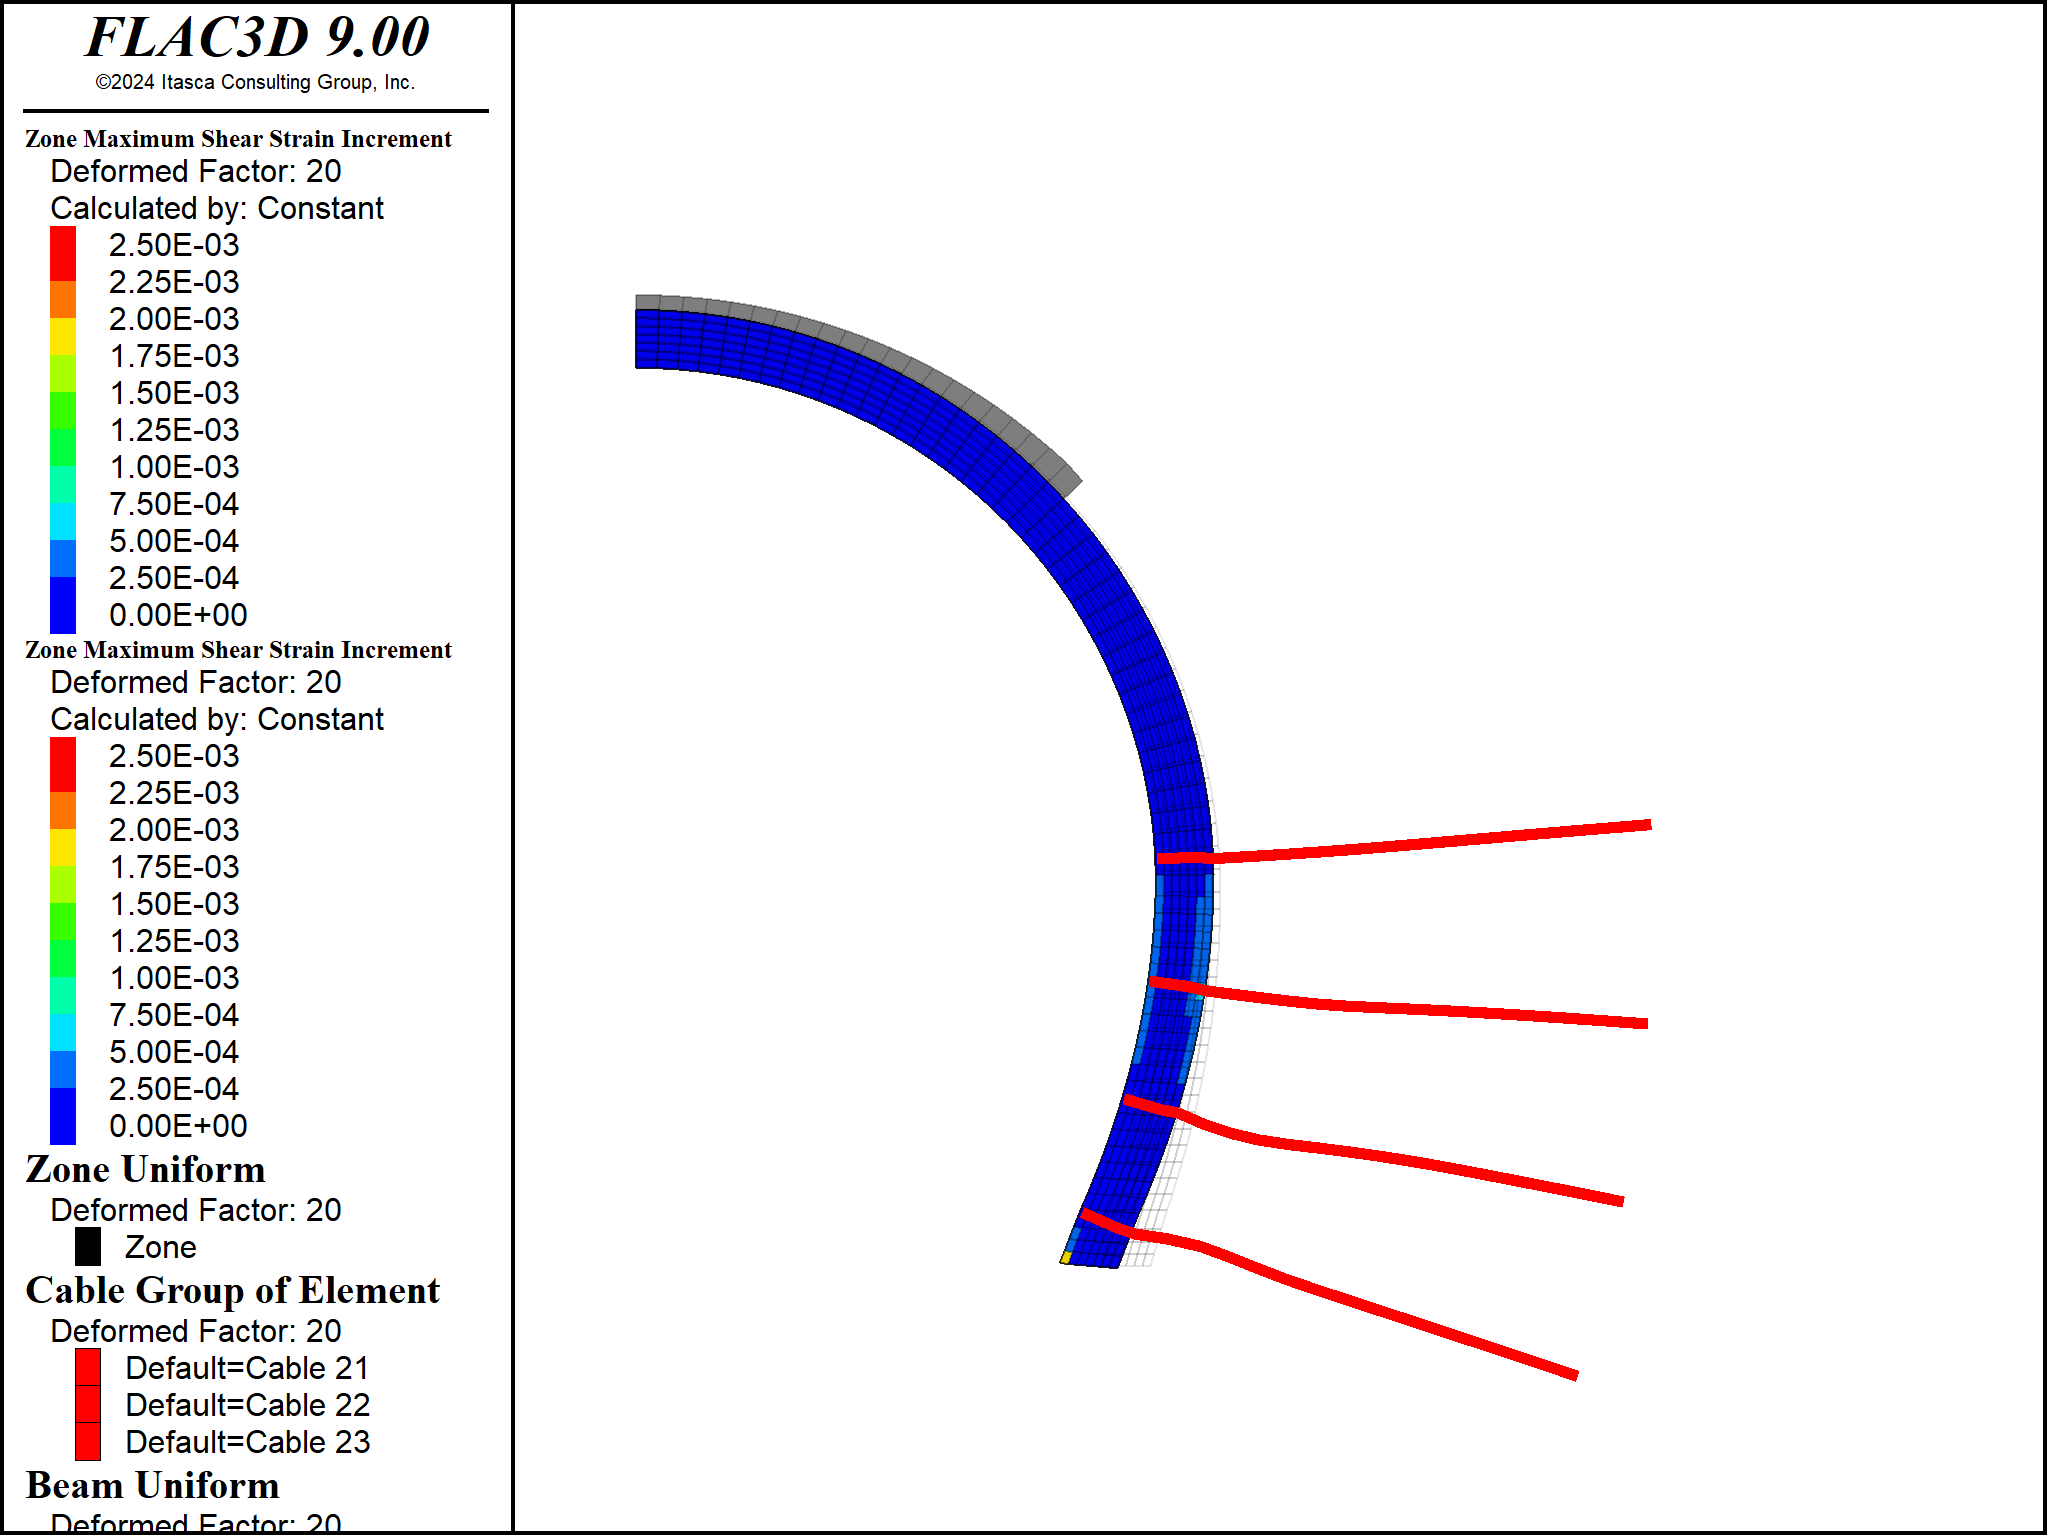 FLAC3D 9.00
©2024 Itasca Consulting Group, Inc.
Zone Maximum Shear Strain Increment
Deformed Factor: 20
Calculated by: Constant
2.50E-03
2.25E-03
2.00E-03
1.75E-03
1.50E-03
1.25E-03
1.00E-03
7.50E-04
5.00E-04
2.50E-04
0.00E+00
Zone Maximum Shear Strain Increment
Deformed Factor: 20
Calculated by: Constant
2.50E-03
2.25E-03
2.00E-03
1.75E-03
1.50E-03
1.25E-03
1.00E-03
7.50E-04
5.00E-04
2.50E-04
0.00E+00
Zone Uniform
Deformed Factor: 20
Zone
Cable Group of Element
Deformed Factor: 20
Default=Cable 21
Default=Cable 22
Default=Cable 23
Beam Uniform
Deformed Factor: 20